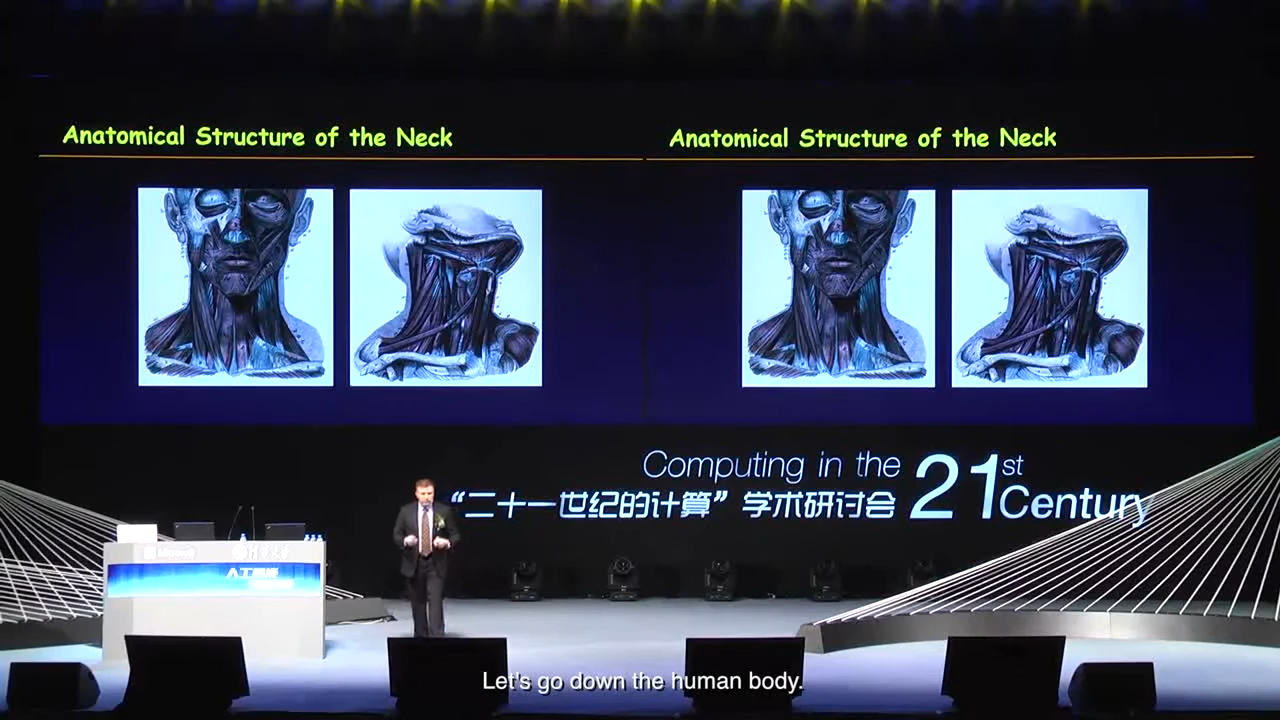 Anatomical Structure of the Neck
Anatomical Structure of the Neck
Computing in the 21st Century
“二十一世纪的计算”学术研讨会
Microsoft
Let's go down the human body.